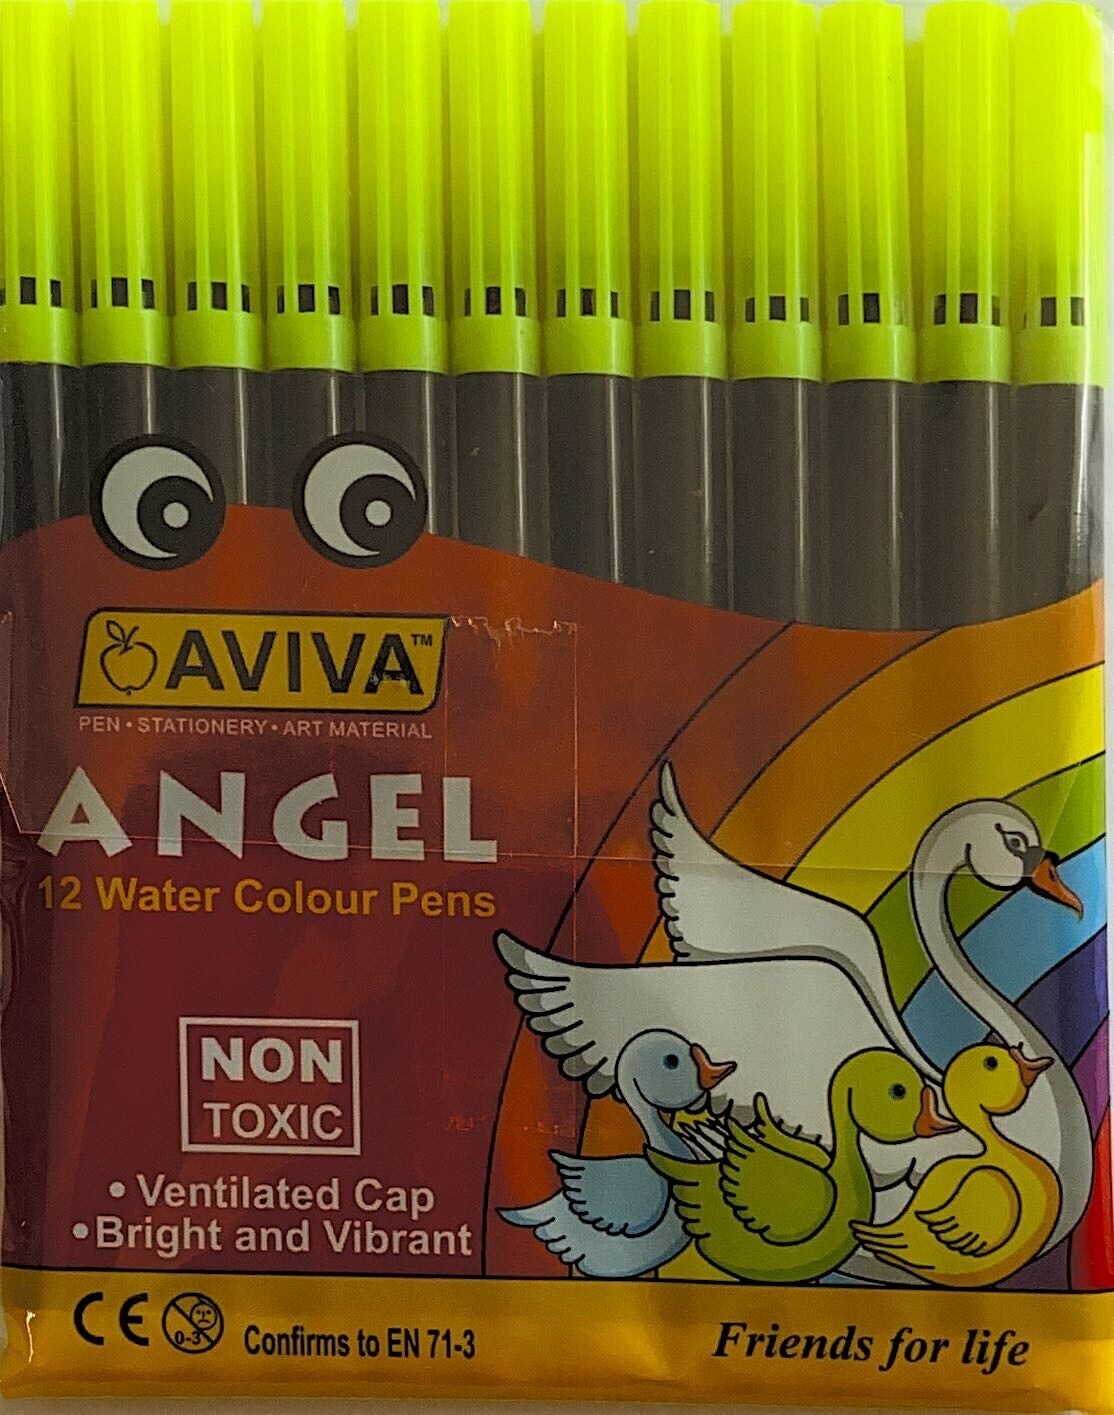 AVIVA™
PEN • STATIONERY • ART MATERIAL
ANGEL
12 Water Colour Pens
NON
TOXIC
• Ventilated Cap
• Bright and Vibrant
CE 0-3 Confirms to EN 71-3
Friends for life